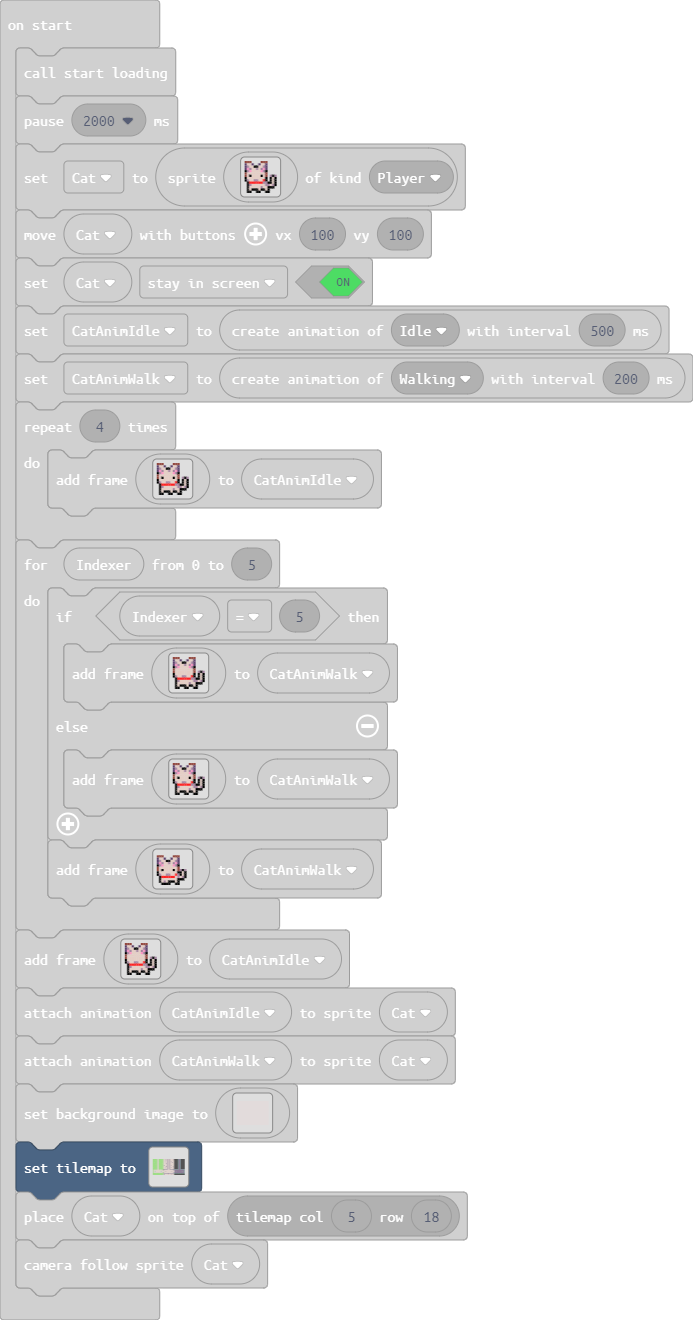 on start
call start loading
pause 2000 ms
set Cat to sprite of kind Player
move Cat with buttons vx 100 vy 100
set Cat stay in screen ON
set CatAnimIdle to create animation of Idle with interval 500 ms
set CatAnimWalk to create animation of Walking with interval 200 ms
repeat 4 times
do
add frame to CatAnimIdle
for Indexer from 0 to 5
do
if Indexer = 5 then
add frame to CatAnimWalk
else
add frame to CatAnimWalk
add frame to CatAnimWalk
add frame to CatAnimIdle
attach animation CatAnimIdle to sprite Cat
attach animation CatAnimWalk to sprite Cat
set background image to
set tilemap to
place Cat on top of tilemap col 5 row 18
camera follow sprite Cat